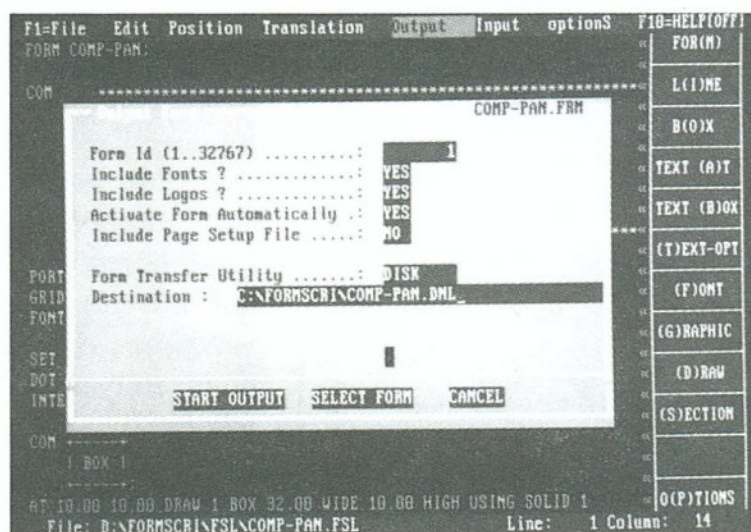 F1=File Edit Position Translation Output Input optionS F10=HELP(OFF)
FORM COMP-PAN;
COM ************************************************
COMP-PAN.FRM
Form Id (1..32767) ...........: 1
Include Fonts ? ..............: YES
Include Logos ? ..............: YES
Activate Form Automatically .: YES
Include Page Setup File .....: NO
Form Transfer Utility .......: DISK
Destination : C:\FORMSCRI\COMP-PAN.DNL_
START OUTPUT SELECT FORM CANCEL
PORT
GRID
FONT
SET
DOT
INTE
COM +------+
| BOX |
+------+;
AT 10.00 10.00 DRAW 1 BOX 32.00 WIDE 10.00 HIGH USING SOLID 1
File: D:\FORMSCRI\FSL\COMP-PAN.FSL Line: 1 Column: 14
FOR(M)
L(I)NE
B(O)X
TEXT (A)T
TEXT (B)OX
(T)EXT-OPT
(F)ONT
(G)RAPHIC
(D)RAW
(S)ECTION
O(P)TIONS